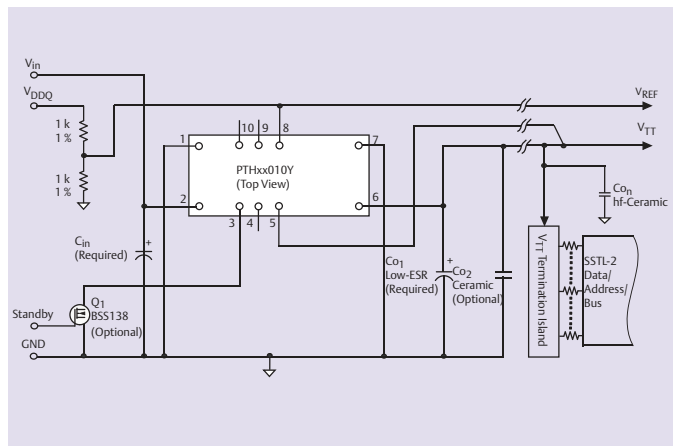 Vin
VDDQ
1 k
1 %
1 k
1 %
10 9 8
1
7
PTHxx010Y
(Top View)
2
6
3 4 5
VREF
VTT
Con
hf-Ceramic
Cin
(Required)
+
Co1
Low-ESR
(Required)
+
Co2
Ceramic
(Optional)
VTT Termination Island
SSTL-2
Data/
Address/
Bus
Q1
BSS138
(Optional)
Standby
GND